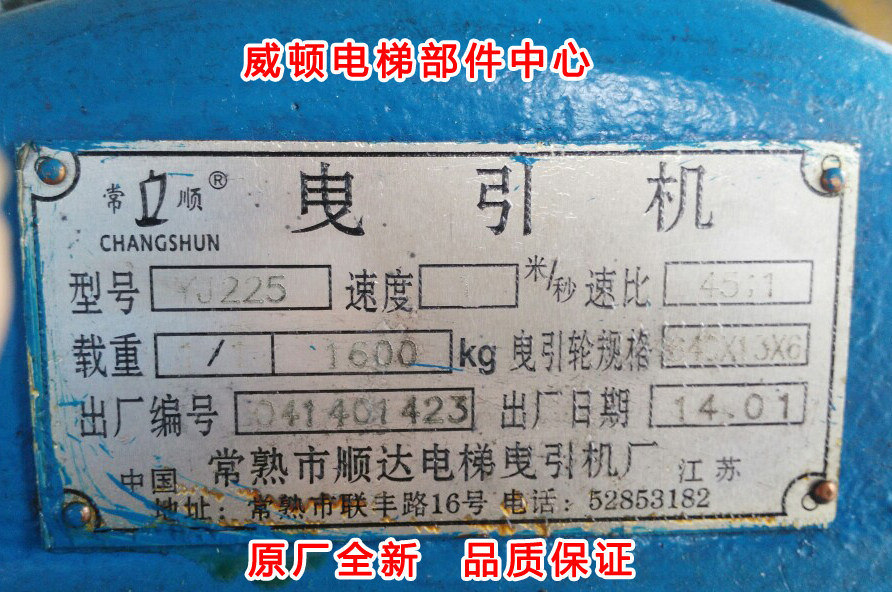 威顿电梯部件中心
常 顺® 曳引机
CHANGSHUN
型号 YJ225 速度 米/秒 速比 45:1
载重 / 1600 kg 曳引轮规格
出厂编号 041401423 出厂日期 14.01
中国 常熟市顺达电梯曳引机厂 江苏
地址:常熟市联丰路16号 电话:52853182
原厂全新 品质保证